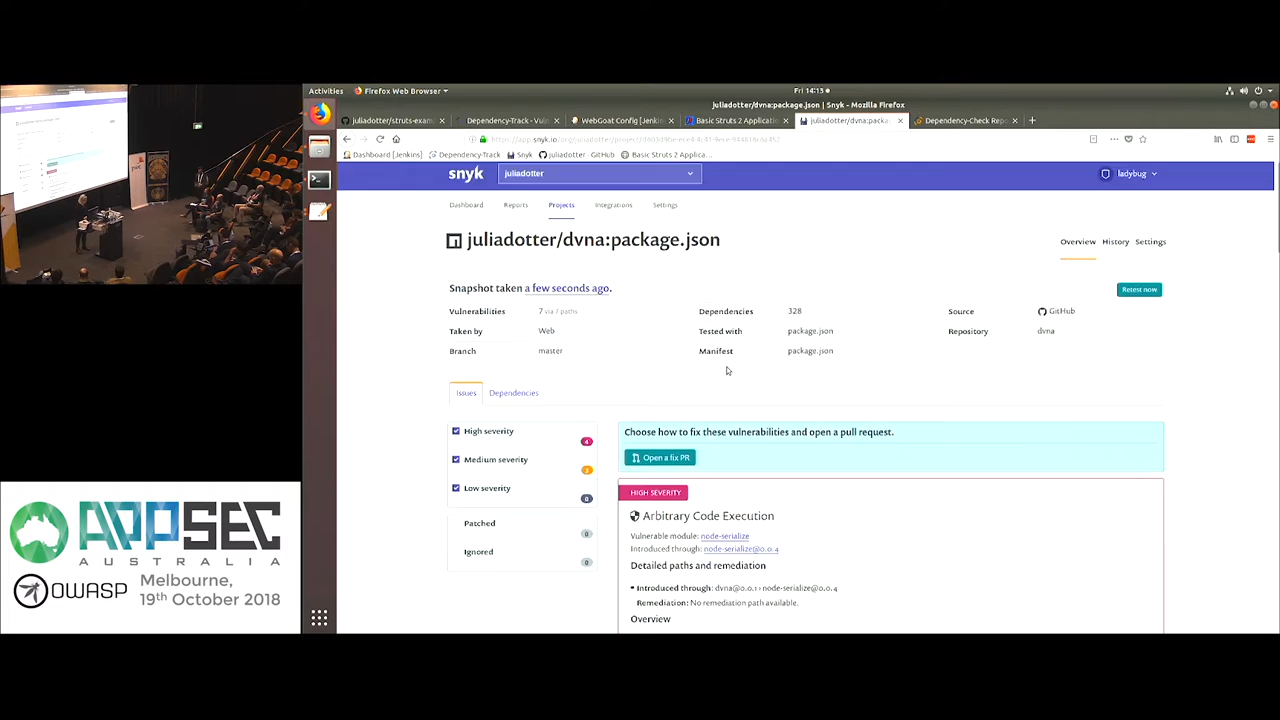 Activities
Firefox Web Browser
Fri 14:13
juliadotter/dvna:package.json | Snyk - Mozilla Firefox
juliadotter/struts-exam
Dependency-Track - Vuln
WebGoat Config [Jenkins]
Basic Struts 2 Application
juliadotter/dvna:packa
Dependency-Check Repo
Dashboard [Jenkins]
Dependency-Track
Snyk
juliadotter · GitHub
Basic Struts 2 Applica...
snyk
juliadotter
ladybug
Dashboard
Reports
Projects
Integrations
Settings
juliadotter/dvna:package.json
Overview
History
Settings
Snapshot taken a few seconds ago.
Retest now
Vulnerabilities 7 via 7 paths
Dependencies 328
Source GitHub
Taken by Web
Tested with package.json
Repository dvna
Branch master
Manifest package.json
Issues
Dependencies
High severity
4
Medium severity
Low severity
0
Patched
0
Ignored
0
Choose how to fix these vulnerabilities and open a pull request.
Open a fix PR
HIGH SEVERITY
Arbitrary Code Execution
Vulnerable module: node-serialize
Introduced through: node-serialize@0.0.4
Detailed paths and remediation
Introduced through: dvna@0.0.1 › node-serialize@0.0.4
Remediation: No remediation path available.
Overview
APPSEC
AUSTRALIA
OWASP
Melbourne,
19th October 2018